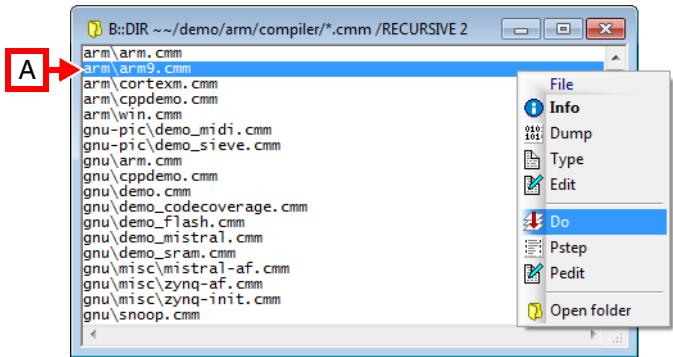 B::DIR ~~/demo/arm/compiler/*.cmm /RECURSIVE 2
A
arm\arm.cmm
arm\arm9.cmm
arm\cortexm.cmm
arm\cppdemo.cmm
arm\win.cmm
gnu-pic\demo_midi.cmm
gnu-pic\demo_sieve.cmm
gnu\arm.cmm
gnu\cppdemo.cmm
gnu\demo.cmm
gnu\demo_codecoverage.cmm
gnu\demo_flash.cmm
gnu\demo_mistral.cmm
gnu\demo_sram.cmm
gnu\misc\mistral-af.cmm
gnu\misc\zynq-af.cmm
gnu\misc\zynq-init.cmm
gnu\snoop.cmm
File
Info
Dump
Type
Edit
Do
Pstep
Pedit
Open folder